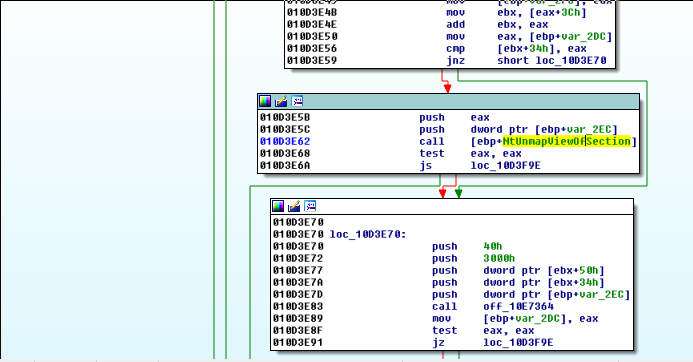 010D3E48 mov ebx, [eax+3Ch]
010D3E4E add ebx, eax
010D3E50 mov eax, [ebp+var_2DC]
010D3E56 cmp [ebx+34h], eax
010D3E59 jnz short loc_10D3E70
010D3E5B push eax
010D3E5C push dword ptr [ebp+var_2EC]
010D3E62 call [ebp+NtUnmapViewOfSection]
010D3E68 test eax, eax
010D3E6A js loc_10D3F9E
010D3E70
010D3E70 loc_10D3E70:
010D3E70 push 40h
010D3E72 push 3000h
010D3E77 push dword ptr [ebx+50h]
010D3E7A push dword ptr [ebx+34h]
010D3E7D push dword ptr [ebp+var_2EC]
010D3E83 call off_10E7364
010D3E89 mov [ebp+var_2DC], eax
010D3E8F test eax, eax
010D3E91 jz loc_10D3F9E